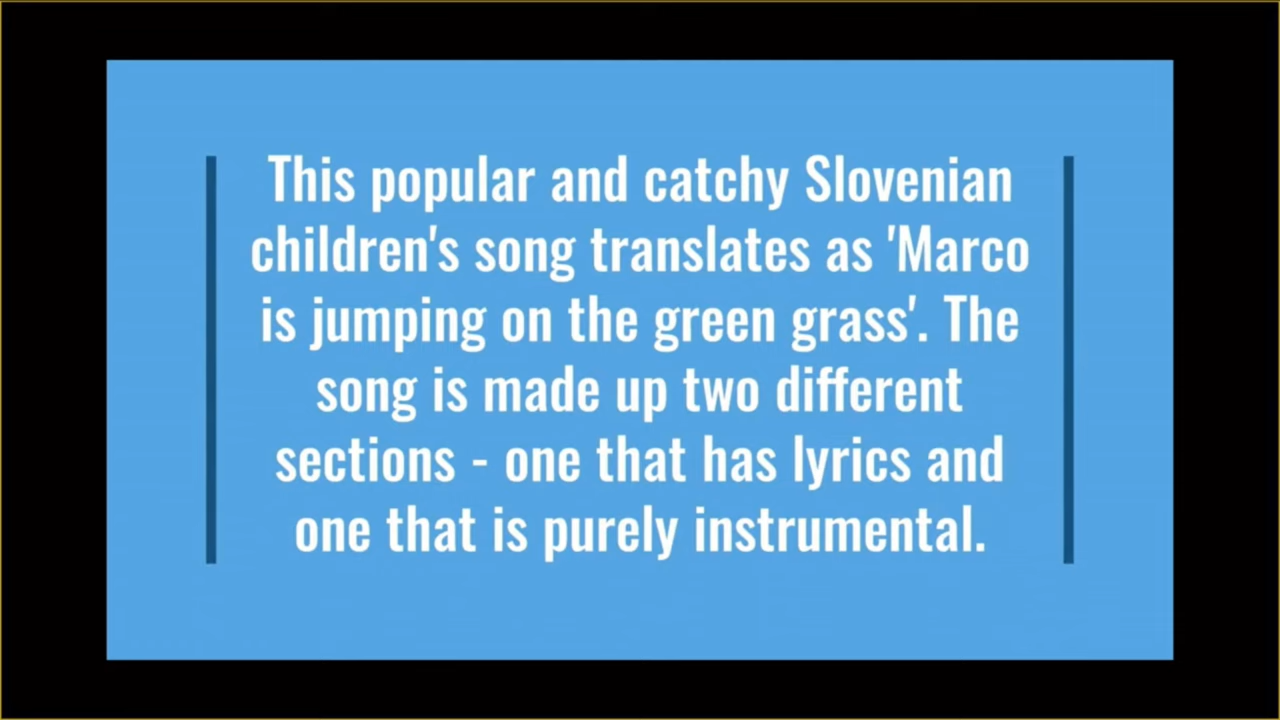 This popular and catchy Slovenian
children's song translates as 'Marco
is jumping on the green grass'. The
song is made up two different
sections - one that has lyrics and
one that is purely instrumental.